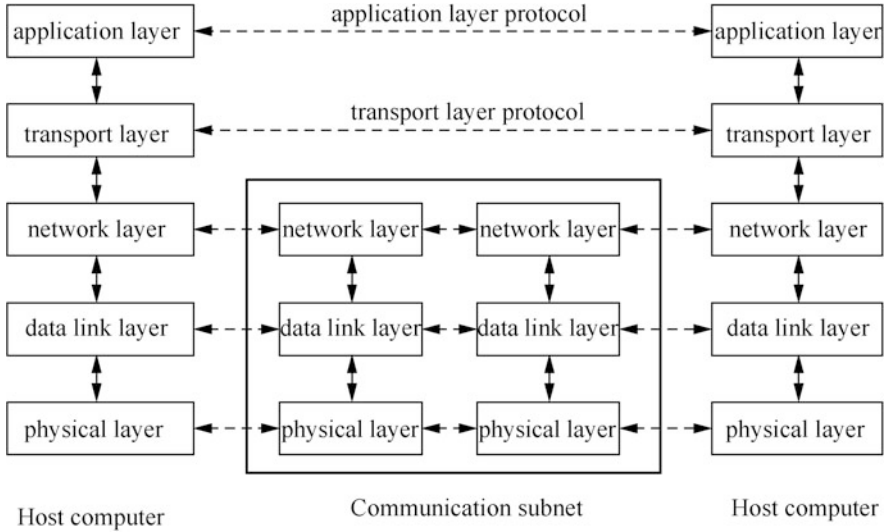 application layer
application layer protocol
application layer
transport layer
transport layer protocol
transport layer
network layer
network layer
network layer
network layer
data link layer
data link layer
data link layer
data link layer
physical layer
physical layer
physical layer
physical layer
Host computer
Communication subnet
Host computer